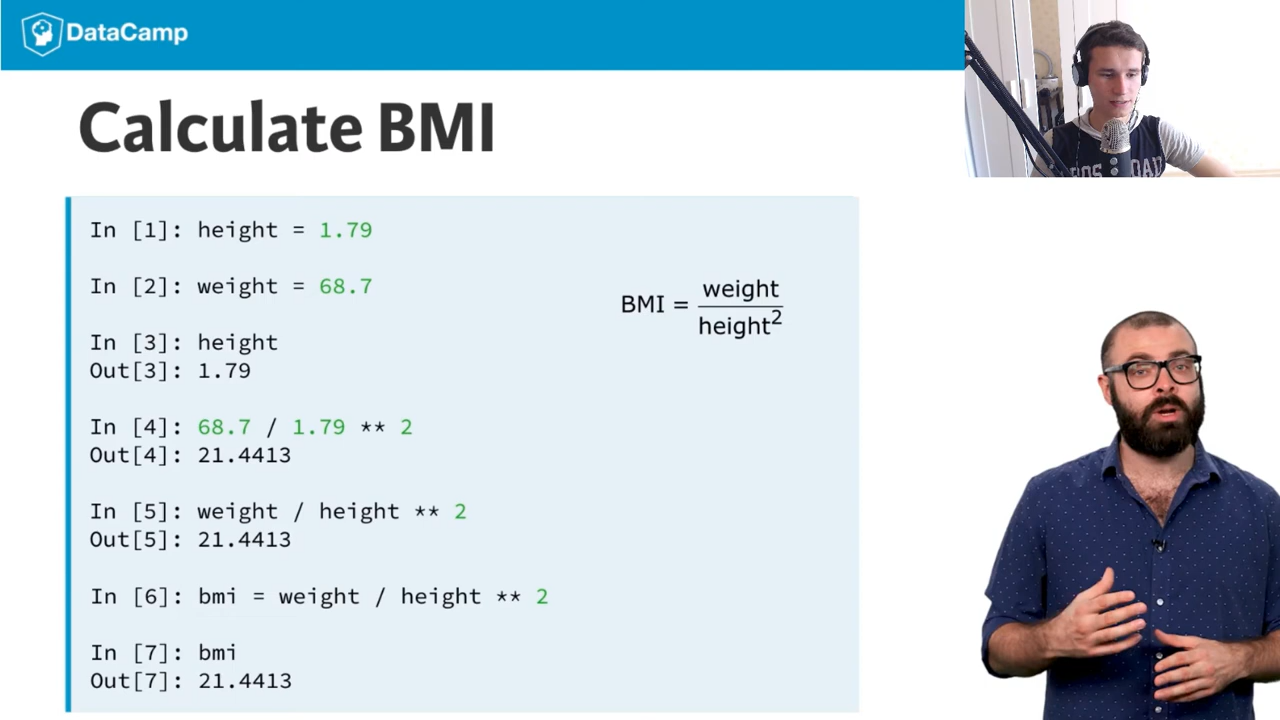 DataCamp
Calculate BMI
In [1]: height = 1.79
In [2]: weight = 68.7
In [3]: height
Out[3]: 1.79
In [4]: 68.7 / 1.79 ** 2
Out[4]: 21.4413
In [5]: weight / height ** 2
Out[5]: 21.4413
In [6]: bmi = weight / height ** 2
In [7]: bmi
Out[7]: 21.4413
BMI = weight
height²